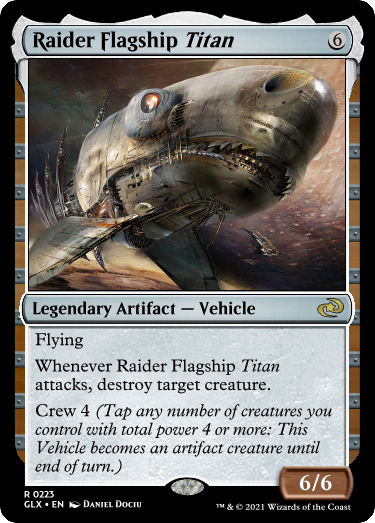 Raider Flagship Titan 6
Legendary Artifact — Vehicle
Flying
Whenever Raider Flagship Titan
attacks, destroy target creature.
Crew 4 (Tap any number of creatures you
control with total power 4 or more: This
Vehicle becomes an artifact creature until
end of turn.)
6/6
R 0223
GLX • EN Daniel Dociu
™ & © 2021 Wizards of the Coast